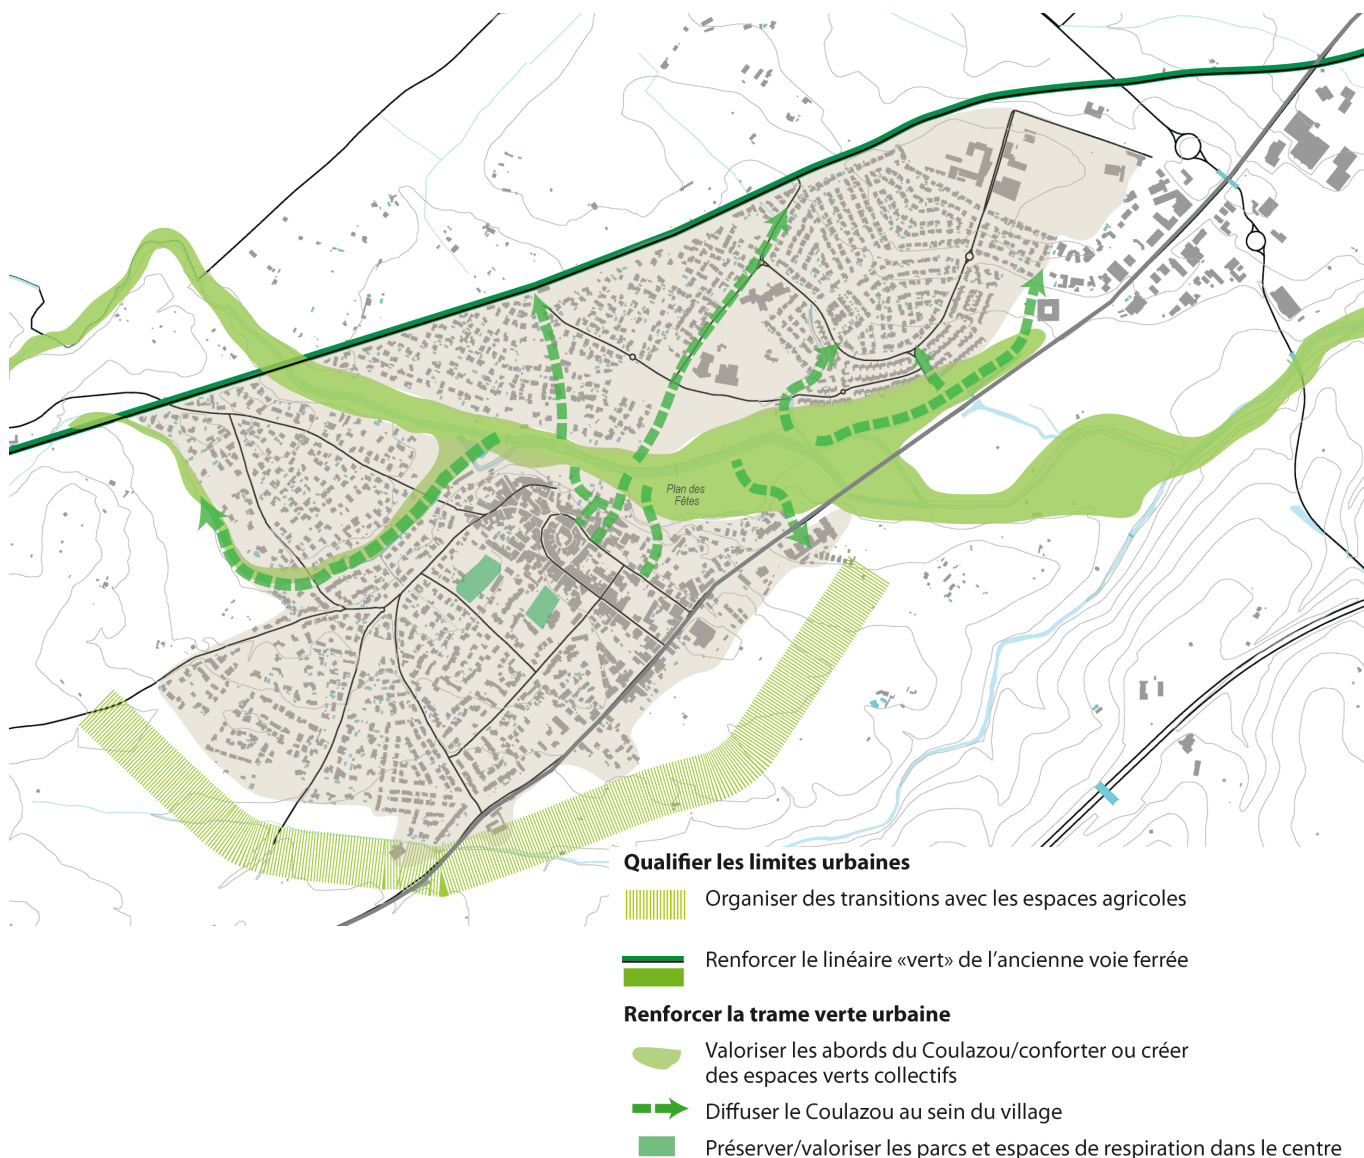 Plan des
Fêtes
Qualifier les limites urbaines
Organiser des transitions avec les espaces agricoles
Renforcer le linéaire «vert» de l’ancienne voie ferrée
Renforcer la trame verte urbaine
Valoriser les abords du Coulazou/conforter ou créer
des espaces verts collectifs
Diffuser le Coulazou au sein du village
Préserver/valoriser les parcs et espaces de respiration dans le centre